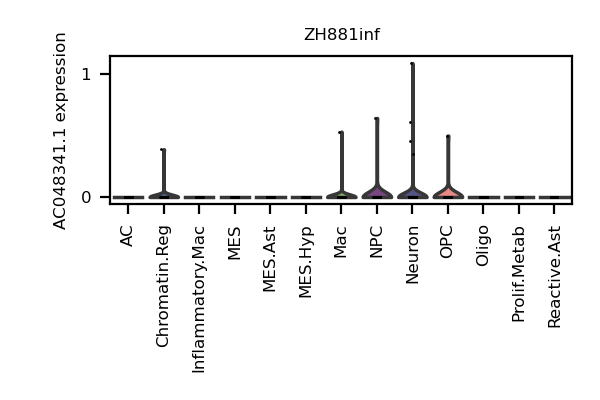 ZH881inf
AC048341.1 expression
1
0
AC
Chromatin.Reg
Inflammatory.Mac
MES
MES.Ast
MES.Hyp
Mac
NPC
Neuron
OPC
Oligo
Prolif.Metab
Reactive.Ast